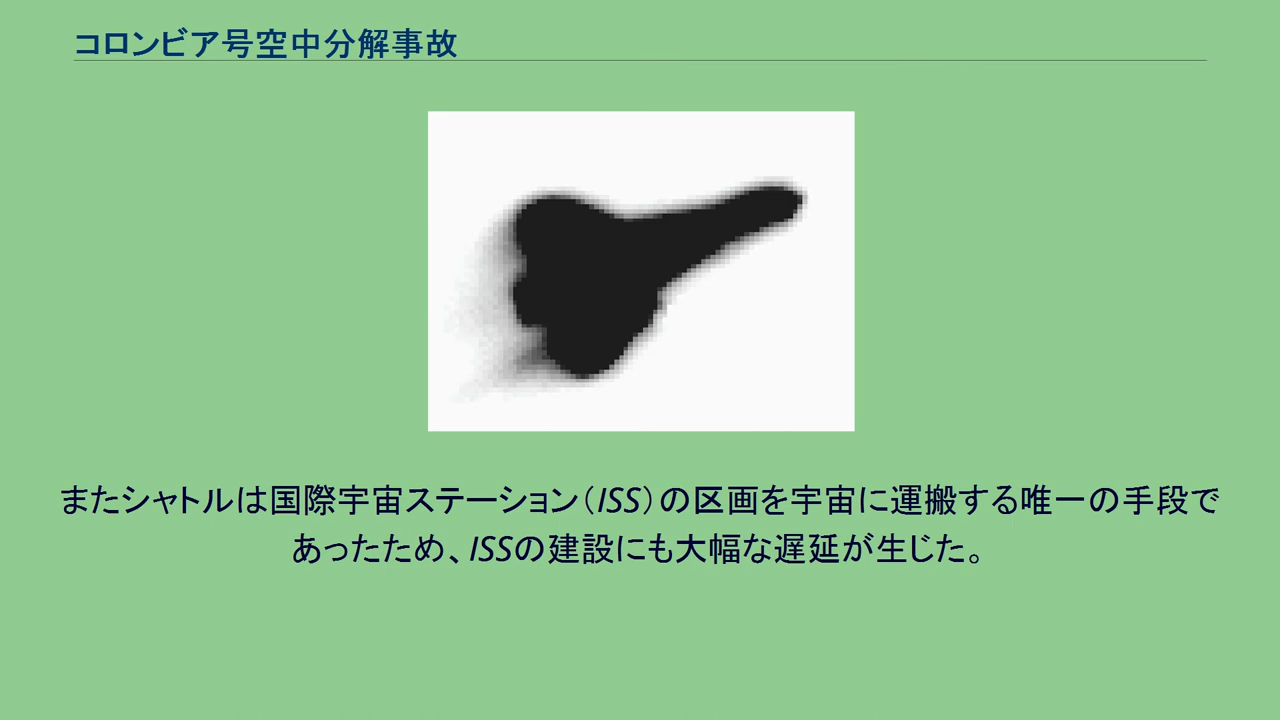 コロンビア号空中分解事故
またシャトルは国際宇宙ステーション（ISS）の区画を宇宙に運搬する唯一の手段で
あったため、ISSの建設にも大幅な遅延が生じた。